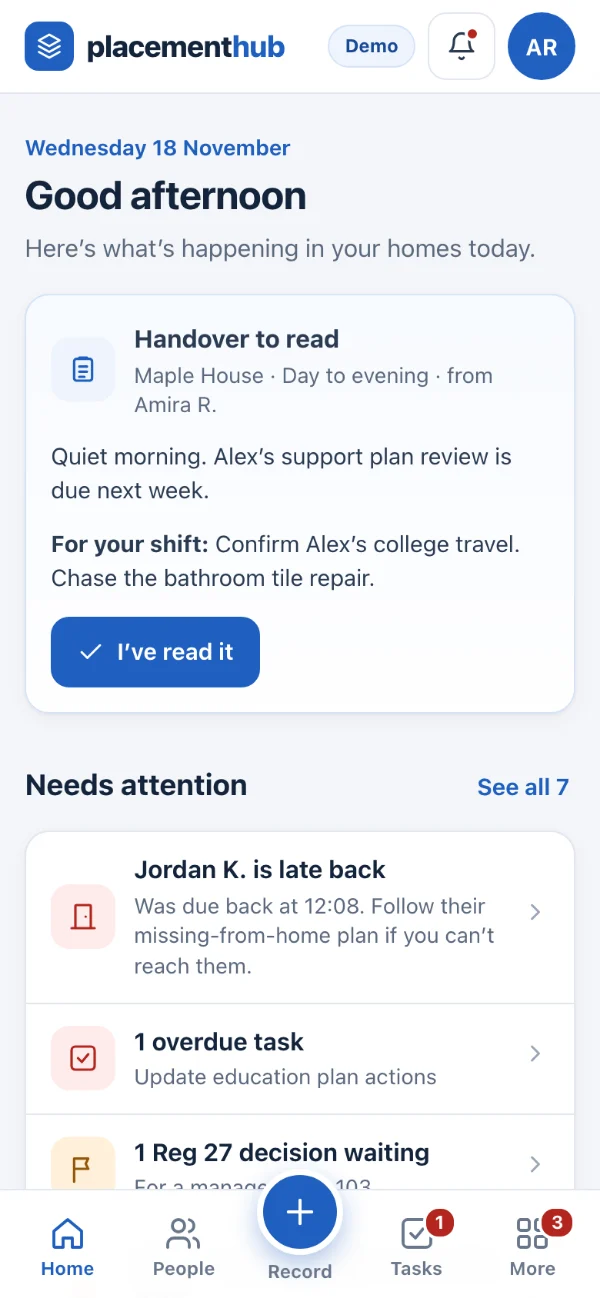 placementhub
Demo
AR
Wednesday 18 November
Good afternoon
Here’s what’s happening in your homes today.
Handover to read
Maple House · Day to evening · from
Amira R.
Quiet morning. Alex’s support plan review is
due next week.
For your shift: Confirm Alex’s college travel.
Chase the bathroom tile repair.
I’ve read it
Needs attention
See all 7
Jordan K. is late back
Was due back at 12:08. Follow their
missing-from-home plan if you can’t
reach them.
1 overdue task
Update education plan actions
1 Reg 27 decision waiting
For a 103
1
3
Home
People
Record
Tasks
More